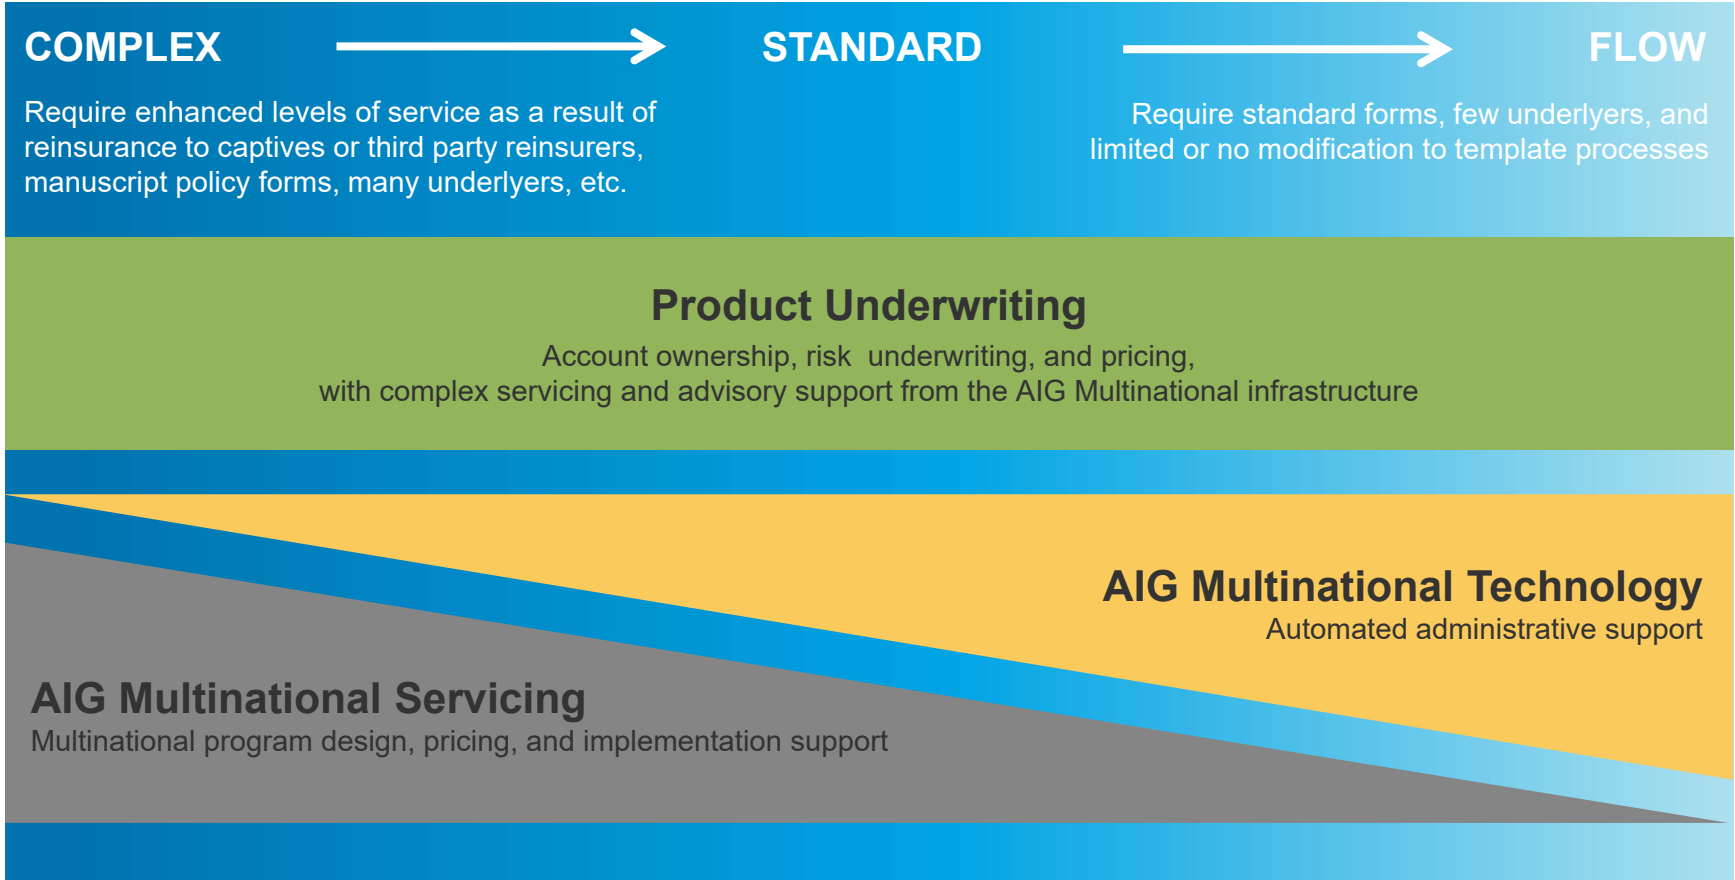 COMPLEX
STANDARD
FLOW
Require enhanced levels of service as a result of
reinsurance to captives or third party reinsurers,
manuscript policy forms, many underlyers, etc.
Require standard forms, few underlyers, and
limited or no modification to template processes
Product Underwriting
Account ownership, risk  underwriting, and pricing,
with complex servicing and advisory support from the AIG Multinational infrastructure
AIG Multinational Technology
Automated administrative support
AIG Multinational Servicing
Multinational program design, pricing, and implementation support